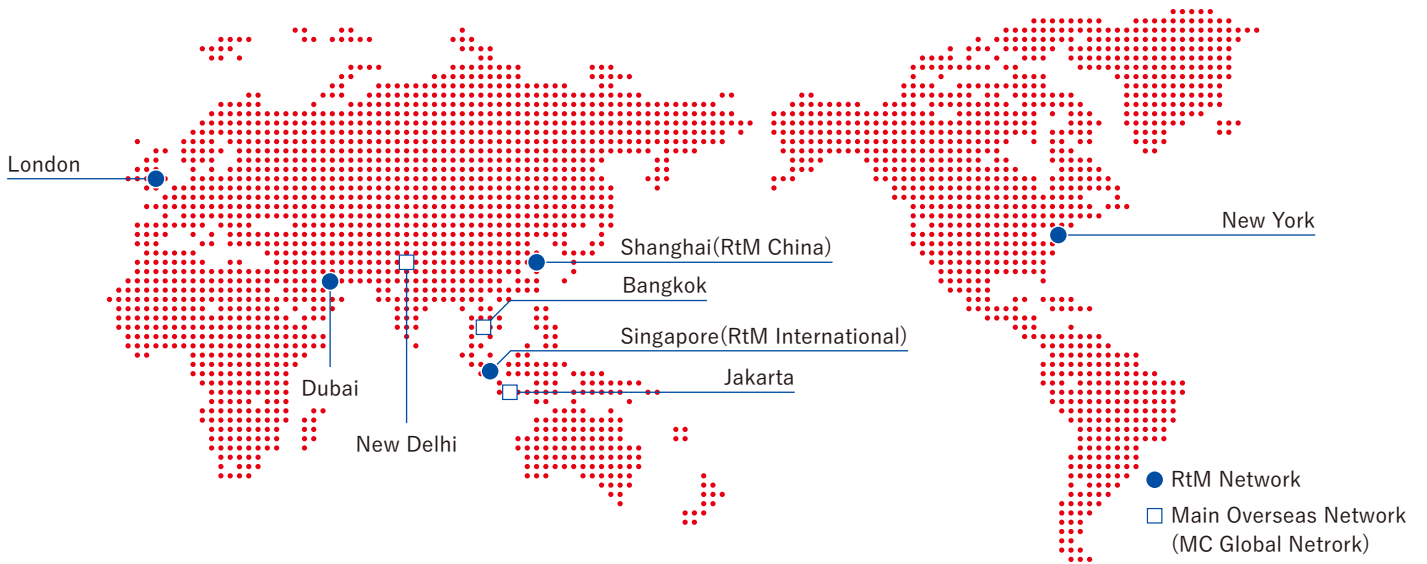 London
New York
Shanghai(RtM China)
Bangkok
Singapore(RtM International)
Jakarta
Dubai
New Delhi
RtM Network
Main Overseas Network
(MC Global Netrork)